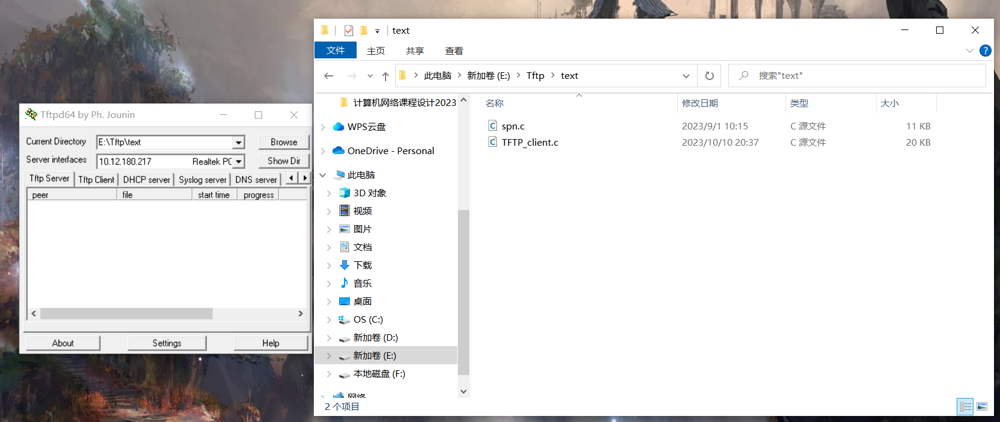 Tftpd64 by Ph. Jounin
Current Directory E:\Tftp\text Browse
Server interfaces 10.12.180.217 Realtek PC Show Dir
Tftp Server Tftp Client DHCP server Syslog server DNS server
peer file start time progress
About Settings Help
text
文件 主页 共享 查看
此电脑 新加卷 (E:) Tftp text 搜索"text"
计算机网络课程设计2023
WPS云盘
OneDrive - Personal
此电脑
3D 对象
视频
图片
文档
下载
音乐
桌面
OS (C:)
新加卷 (D:)
新加卷 (E:)
本地磁盘 (F:)
网络
名称 修改日期 类型 大小
spn.c 2023/9/1 10:15 C 源文件 11 KB
TFTP_client.c 2023/10/10 20:37 C 源文件 20 KB
2 个项目